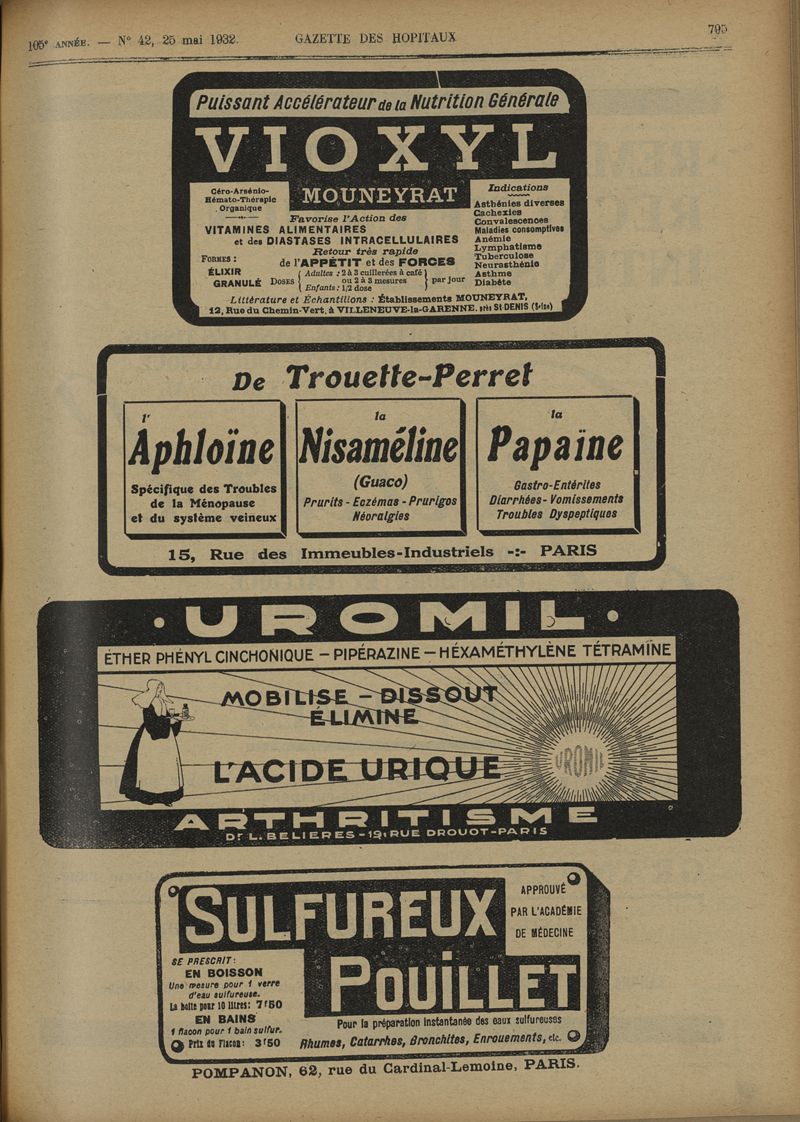 105e ANNÉE. — N° 42, 25 mai 1932.
GAZETTE DES HOPITAUX
795
Puissant Accélérateur de la Nutrition Générale
VIOXYL
MOUNEYRAT
Céro-Arsénio-
Hémato-Thérapie
Organique
Favorise l'Action des
VITAMINES ALIMENTAIRES
et des DIASTASES INTRACELLULAIRES
Retour très rapide
de l'APPÉTIT et des FORCES
FORMES :
ÉLIXIR
GRANULÉ
DOSES
Adultes : 2 à 3 cuillerées à café
ou 2 à 3 mesures
Enfants : 1/2 dose
par jour
Indications
Asthénies diverses
Cachexies
Convalescences
Maladies consomptives
Anémie
Lymphatisme
Tuberculose
Neurasthénie
Asthme
Diabète
Littérature et Échantillons : Établissements MOUNEYRAT,
12, Rue du Chemin-Vert, à VILLENEUVE-la-GARENNE, près St-DENIS (Seine)
De Trouette-Perret
l'
Aphloïne
Spécifique des Troubles
de la Ménopause
et du système veineux
la
Nisaméline
(Guaco)
Prurits - Eczémas - Prurigos
Néoralgies
la
Papaïne
Gastro-Entérites
Diarrhées - Vomissements
Troubles Dyspeptiques
15, Rue des Immeubles-Industriels -:- PARIS
• UROMIL •
ÉTHER PHÉNYL CINCHONIQUE — PIPÉRAZINE — HÉXAMÉTHYLÈNE TÉTRAMÎNE
MOBILISE - DISSOUT
ÉLIMINE
L'ACIDE URIQUE
UROMIL
ARTHRITISME
Dr L. BELIERES - 19, RUE DROUOT - PARIS
SULFUREUX
POUILLET
APPROUVÉ
PAR L'ACADÉMIE
DE MÉDECINE
SE PRESCRIT :
EN BOISSON
Une mesure pour 1 verre
d'eau sulfureuse.
La boîte pour 10 litres : 7f50
EN BAINS
1 flacon pour 1 bain sulfur.
Prix du Flacon : 3f50
Pour la préparation instantanée des eaux sulfureuses
Rhumes, Catarrhes, Bronchites, Enrouements, etc.
POMPANON, 62, rue du Cardinal-Lemoine, PARIS.